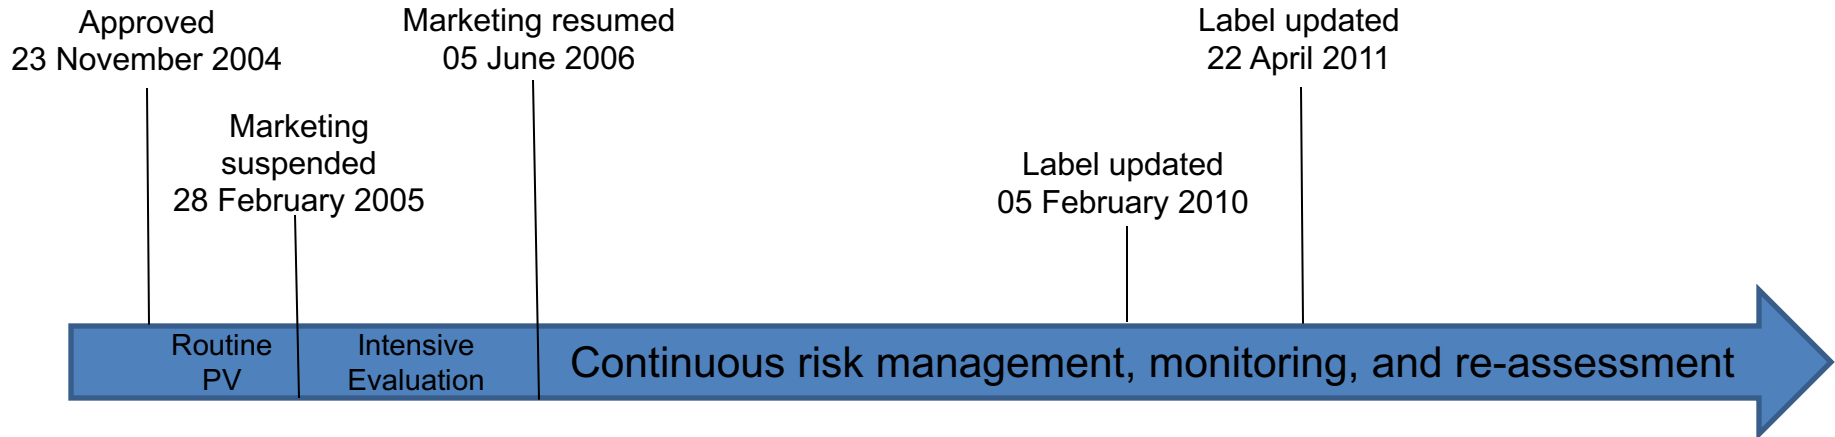 Approved
23 November 2004
Marketing resumed
05 June 2006
Label updated
22 April 2011
Marketing
suspended
28 February 2005
Label updated
05 February 2010
Routine
PV
Intensive
Evaluation
Continuous risk management, monitoring, and re-assessment